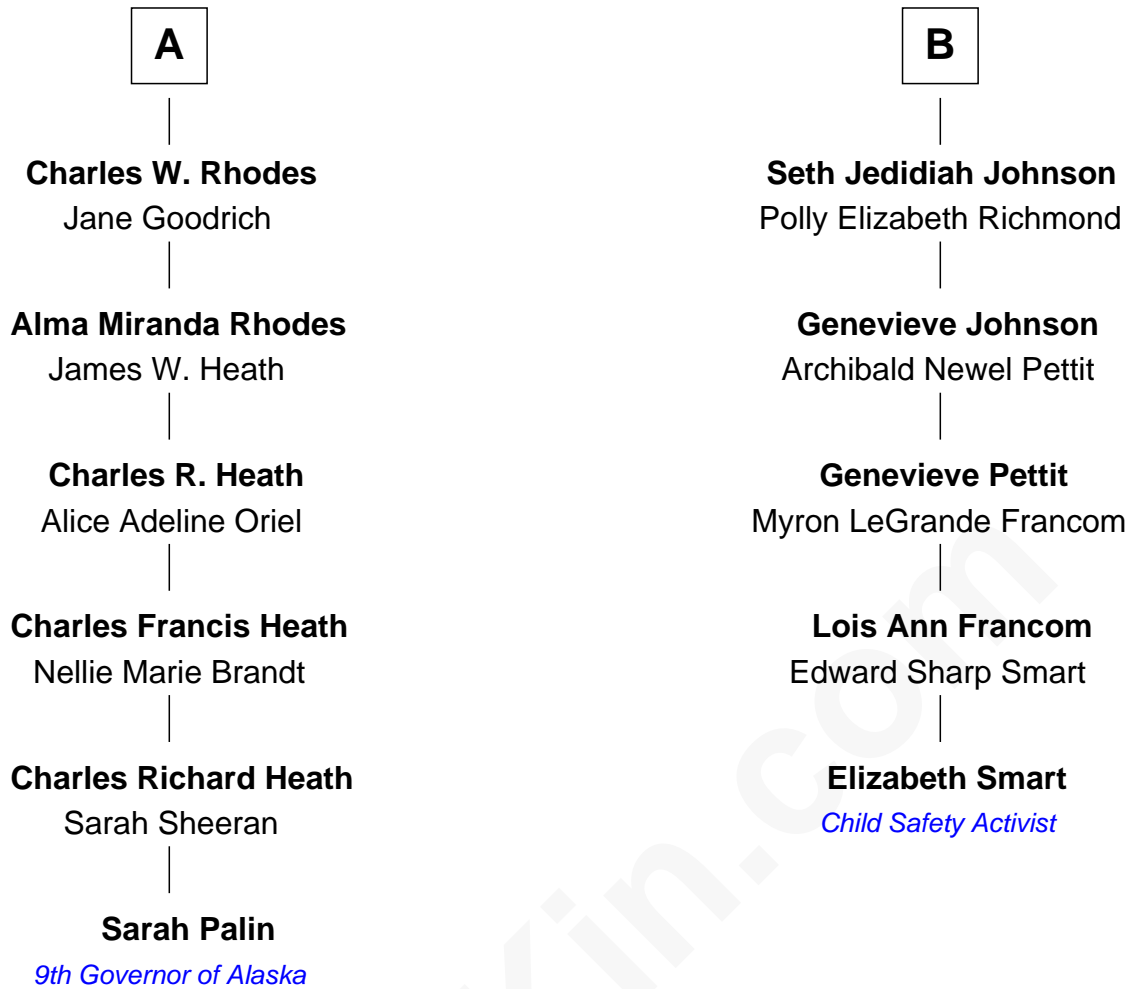 A
Charles W. Rhodes
Jane Goodrich
Alma Miranda Rhodes
James W. Heath
Charles R. Heath
Alice Adeline Oriel
Charles Francis Heath
Nellie Marie Brandt
Charles Richard Heath
Sarah Sheeran
Sarah Palin
9th Governor of Alaska
B
Seth Jedidiah Johnson
Polly Elizabeth Richmond
Genevieve Johnson
Archibald Newel Pettit
Genevieve Pettit
Myron LeGrande Francom
Lois Ann Francom
Edward Sharp Smart
Elizabeth Smart
Child Safety Activist
Kin.com